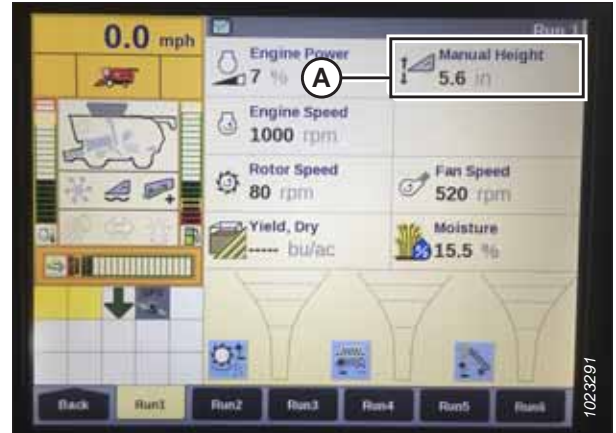 0.0 mph
Run 1
Engine Power
7 %
A
Manual Height
5.6 in
Engine Speed
1000 rpm
Rotor Speed
80 rpm
Fan Speed
520 rpm
Yield, Dry
----- bu/ac
Moisture
15.5 %
Back
Run1
Run2
Run3
Run4
Run5
Run6
1023291